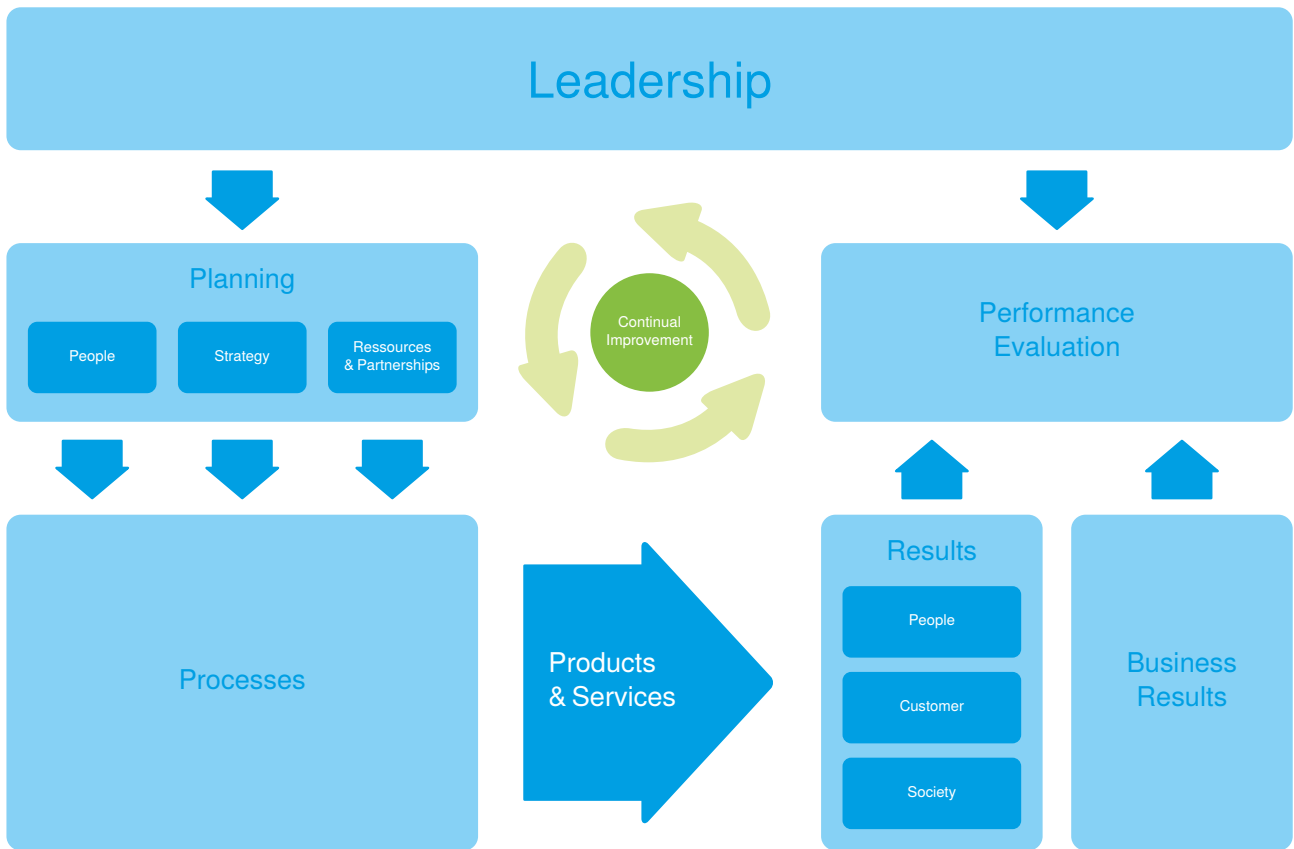 Leadership
Planning
People
Strategy
Ressources
& Partnerships
Continual
Improvement
Performance
Evaluation
Processes
Products
& Services
Results
People
Customer
Society
Business
Results